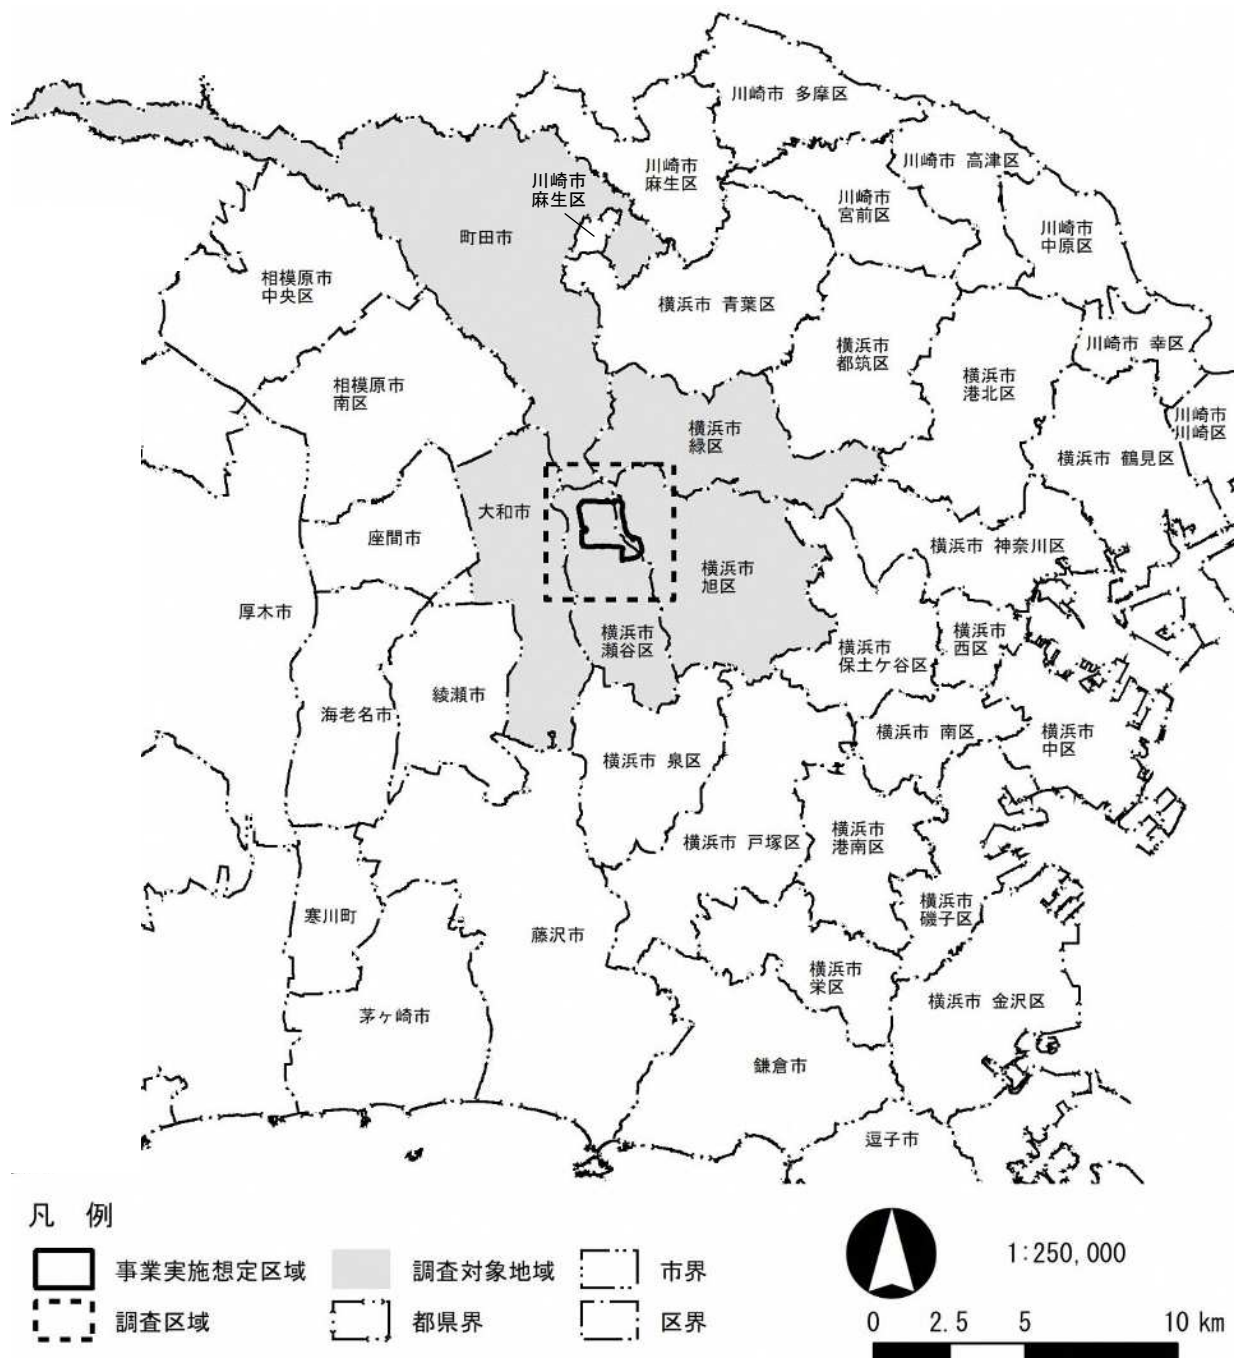 川崎市 多摩区
川崎市 高津区
川崎市
麻生区
川崎市
麻生区
川崎市
宮前区
川崎市
中原区
町田市
相模原市
中央区
横浜市 青葉区
川崎市 幸区
横浜市
都筑区
相模原市
南区
横浜市
港北区
川崎市
川崎区
横浜市
緑区
横浜市 鶴見区
大和市
座間市
横浜市 神奈川区
横浜市
旭区
厚木市
横浜市
瀬谷区
横浜市
西区
横浜市
保土ケ谷区
綾瀬市
海老名市
横浜市 南区
横浜市
中区
横浜市 泉区
横浜市 戸塚区
横浜市
港南区
横浜市
磯子区
寒川町
藤沢市
横浜市
栄区
横浜市 金沢区
茅ヶ崎市
鎌倉市
逗子市
凡 例
事業実施想定区域
調査対象地域
市界
調査区域
都県界
区界
1:250,000
0 2.5 5 10 km